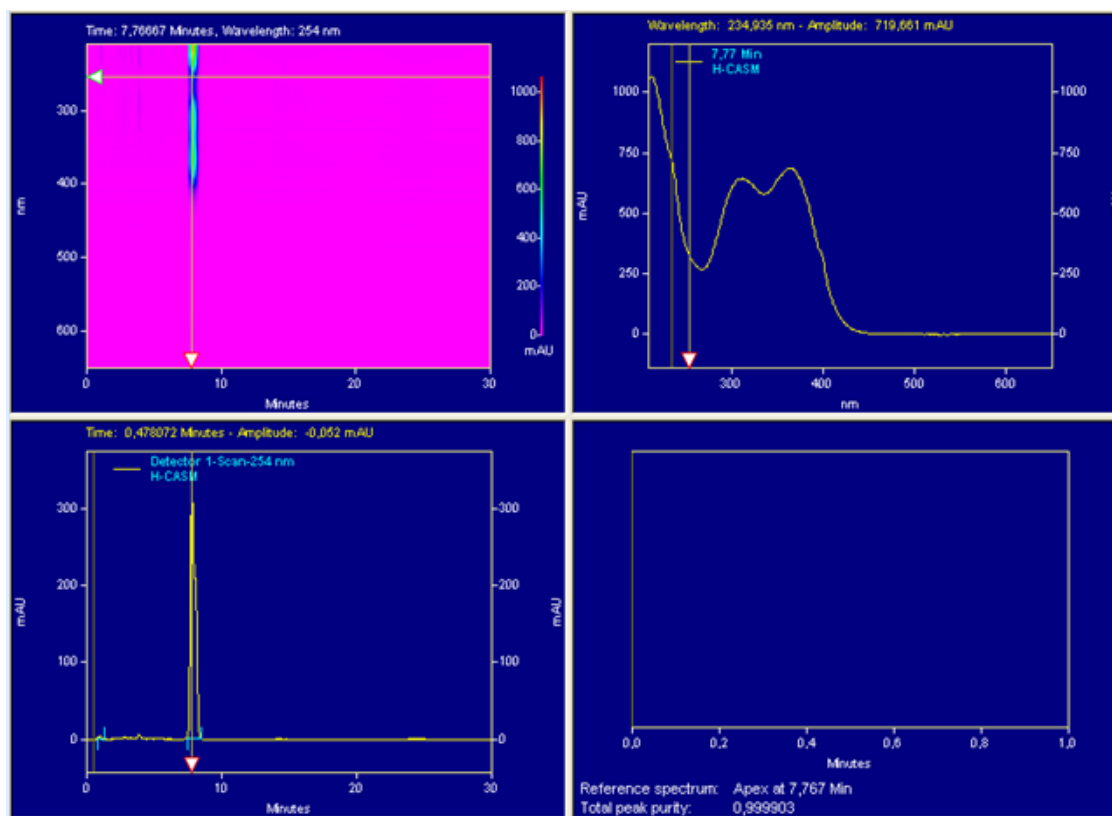 Time: 7,76667 Minutes, Wavelength: 254 nm
300
400
500
600
nm
0
10
20
30
Minutes
1000
800
600
400
200
0
mAU
Wavelength: 234,935 nm - Amplitude: 719,661 mAU
7,77 Min
H-CASM
1000
750
500
250
0
mAU
1000
750
500
250
0
300
400
500
600
nm
Time: 0,478072 Minutes - Amplitude: -0,052 mAU
Detector 1-Scan-254 nm
H-CASM
300
200
100
0
mAU
300
200
100
0
mAU
0
10
20
30
Minutes
0,0
0,2
0,4
0,6
0,8
1,0
Minutes
Reference spectrum: Apex at 7,767 Min
Total peak purity: 0,999903